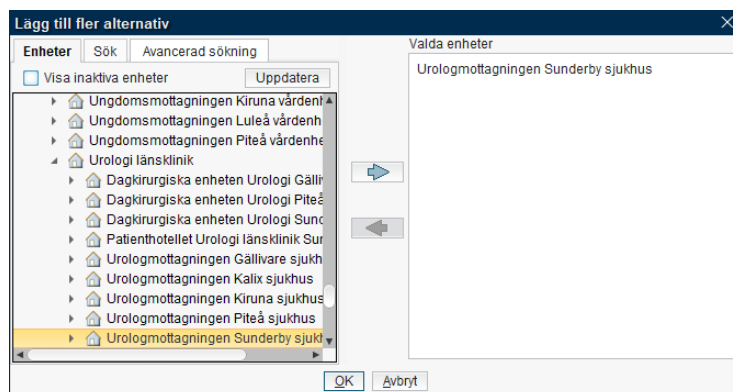 Lägg till fler alternativ
Enheter Sök Avancerad sökning
Visa inaktiva enheter Uppdatera
Ungdomsmottagningen Kiruna vårdenh
Ungdomsmottagningen Luleå vårdenh
Ungdomsmottagningen Piteå vårdenhe
Urologi länsklinik
Dagkirurgiska enheten Urologi Gälliv
Dagkirurgiska enheten Urologi Piteå
Dagkirurgiska enheten Urologi Sund
Patienthotellet Urologi länsklinik Sun
Urologmottagningen Gällivare sjukh
Urologmottagningen Kalix sjukhus
Urologmottagningen Kiruna sjukhus
Urologmottagningen Piteå sjukhus
Urologmottagningen Sunderby sjukh
Valda enheter
Urologmottagningen Sunderby sjukhus
OK Avbryt